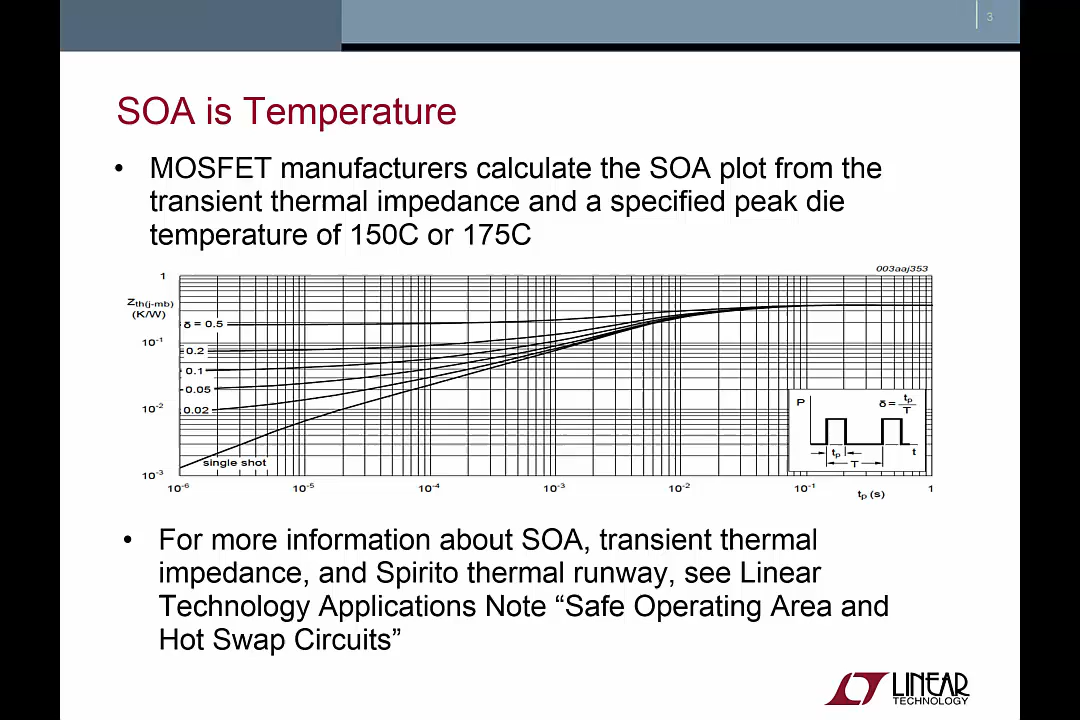 3
SOA is Temperature
• MOSFET manufacturers calculate the SOA plot from the
transient thermal impedance and a specified peak die
temperature of 150C or 175C
003aaj353
1
Zth(j-mb)
(K/W)
δ = 0.5
10-1
0.2
0.1
0.05
10-2
0.02
P
δ = tp
T
tp
t
T
single shot
10-3
10-6
10-5
10-4
10-3
10-2
10-1
1
tp (s)
• For more information about SOA, transient thermal
impedance, and Spirito thermal runway, see Linear
Technology Applications Note “Safe Operating Area and
Hot Swap Circuits”
LINEAR
TECHNOLOGY